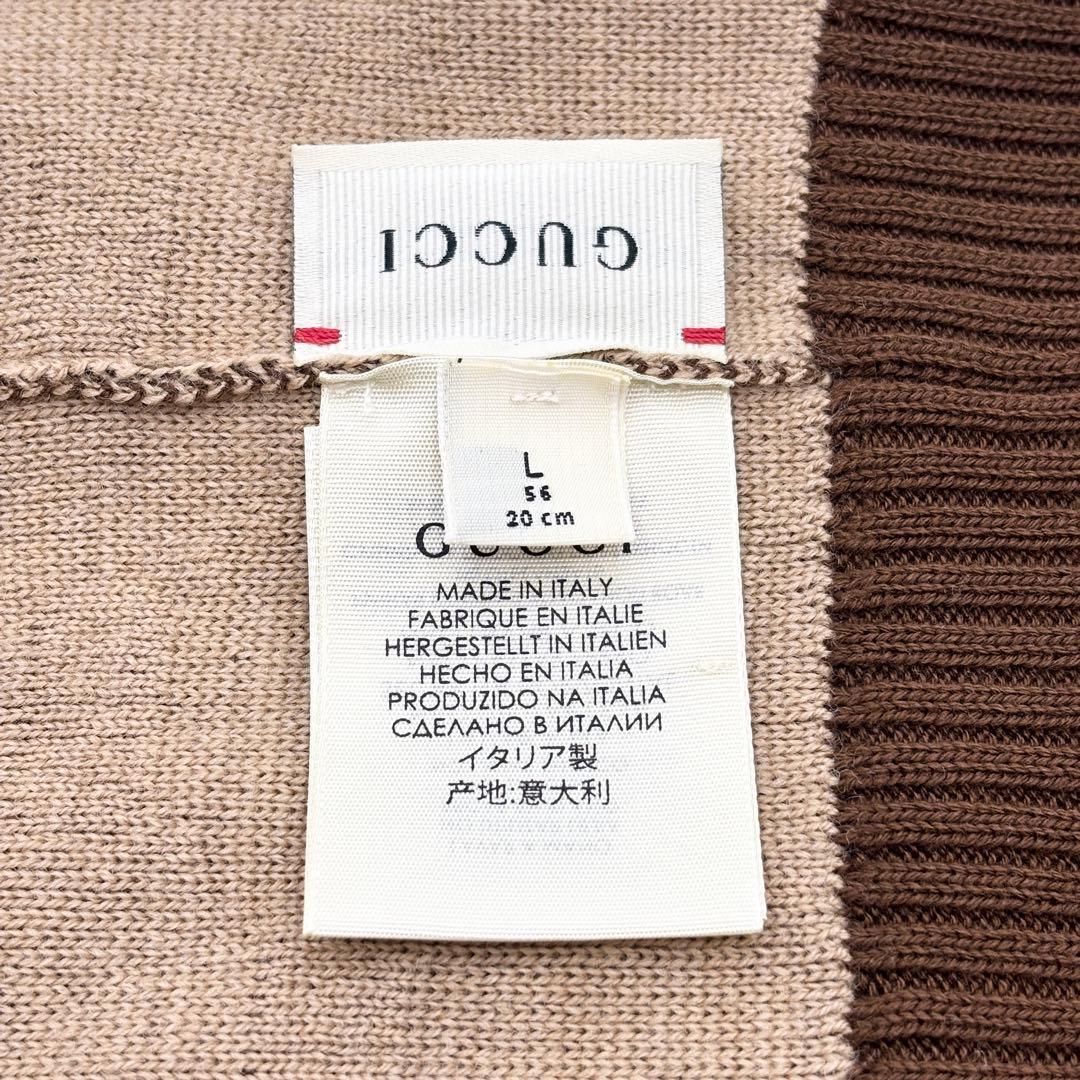 GUCCI
L
56
20 cm
GUCCI
MADE IN ITALY
FABRIQUE EN ITALIE
HERGESTELLT IN ITALIEN
HECHO EN ITALIA
PRODUZIDO NA ITALIA
СДЕЛАНО В ИТАЛИИ
イタリア製
产地:意大利